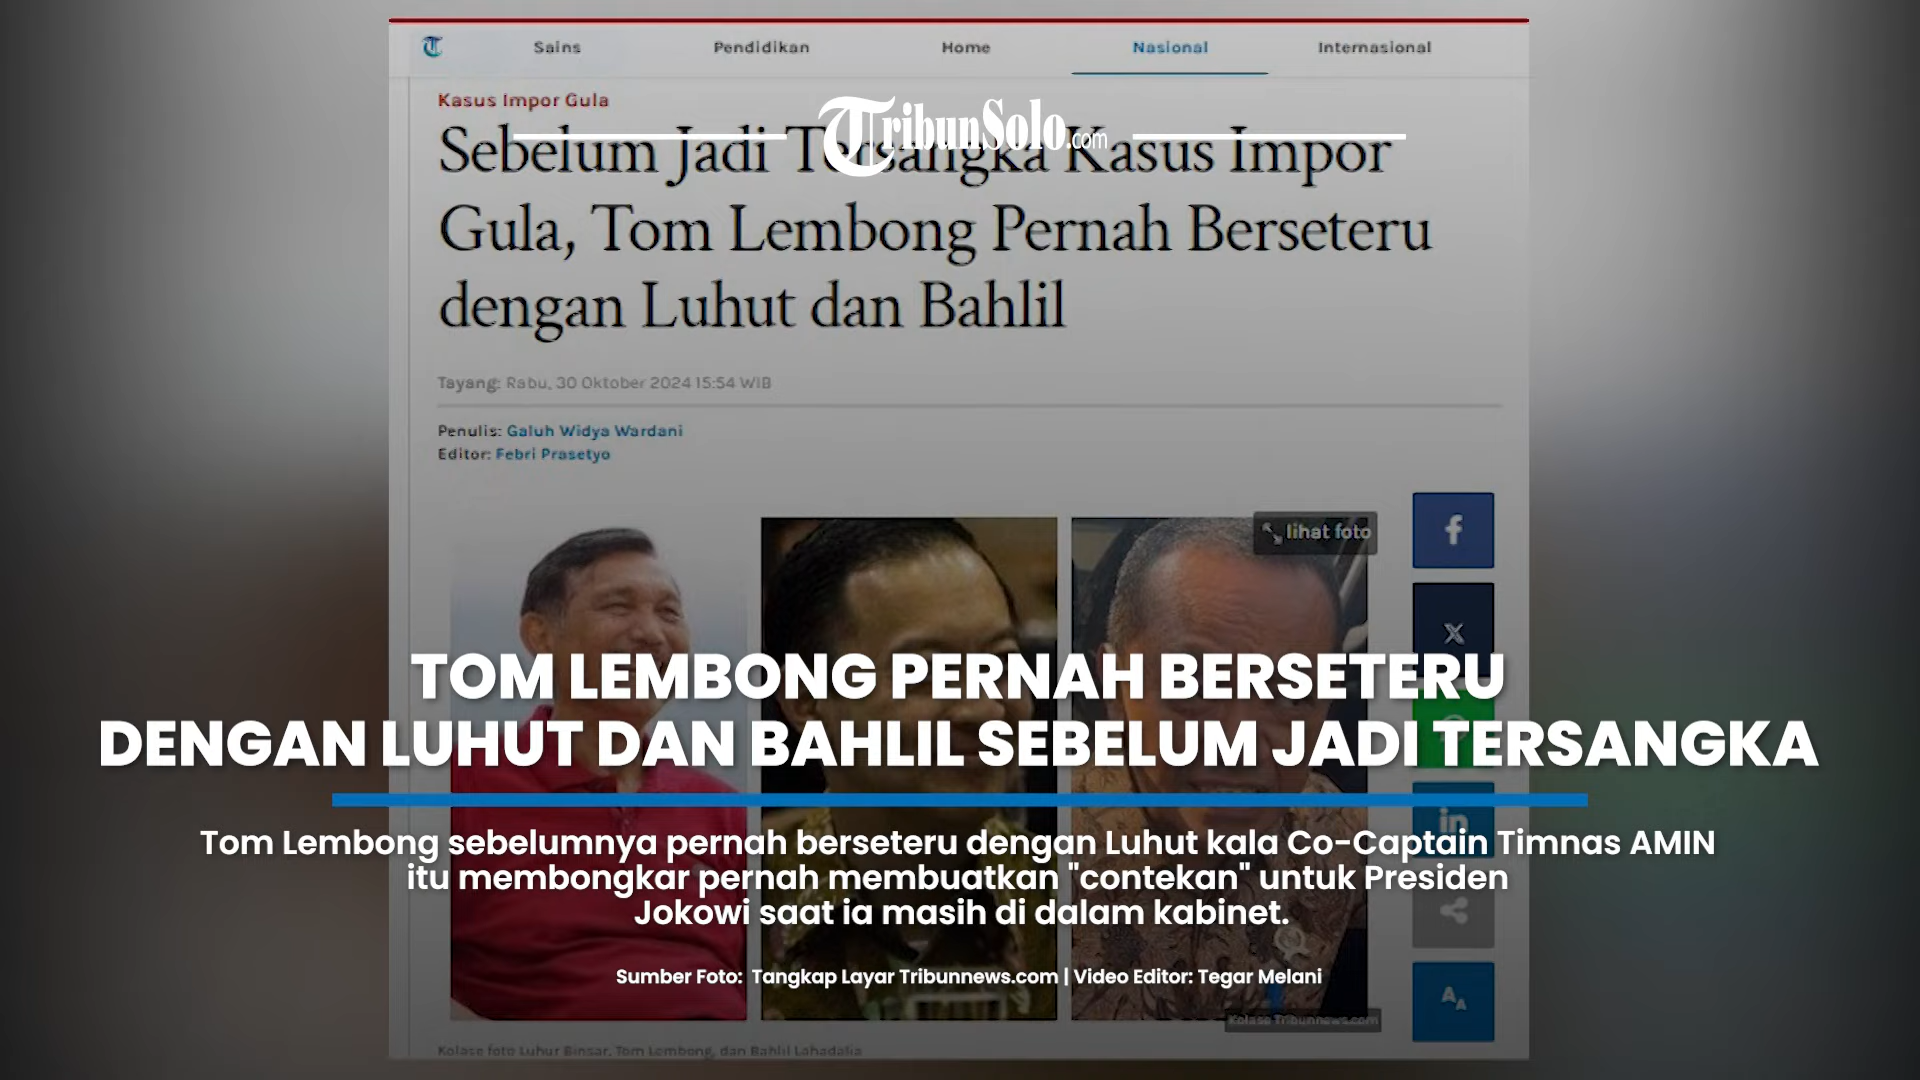 Sains Pendidikan Home Nasional Internasional
Kasus Impor Gula
TribunSolo.com
Sebelum Jadi Tersangka Kasus Impor
Gula, Tom Lembong Pernah Berseteru
dengan Luhut dan Bahlil
Tayang: Rabu, 30 Oktober 2024 15:54 WIB
Penulis: Galuh Widya Wardani
Editor: Febri Prasetyo
lihat foto
TOM LEMBONG PERNAH BERSETERU
DENGAN LUHUT DAN BAHLIL SEBELUM JADI TERSANGKA
Tom Lembong sebelumnya pernah berseteru dengan Luhut kala Co-Captain Timnas AMIN
itu membongkar pernah membuatkan "contekan" untuk Presiden
Jokowi saat ia masih di dalam kabinet.
Sumber Foto: Tangkap Layar Tribunnews.com | Video Editor: Tegar Melani
Kolase Tribunnews.com
Kolase foto Luhur Binsar, Tom Lembong, dan Bahlil Lahadalia